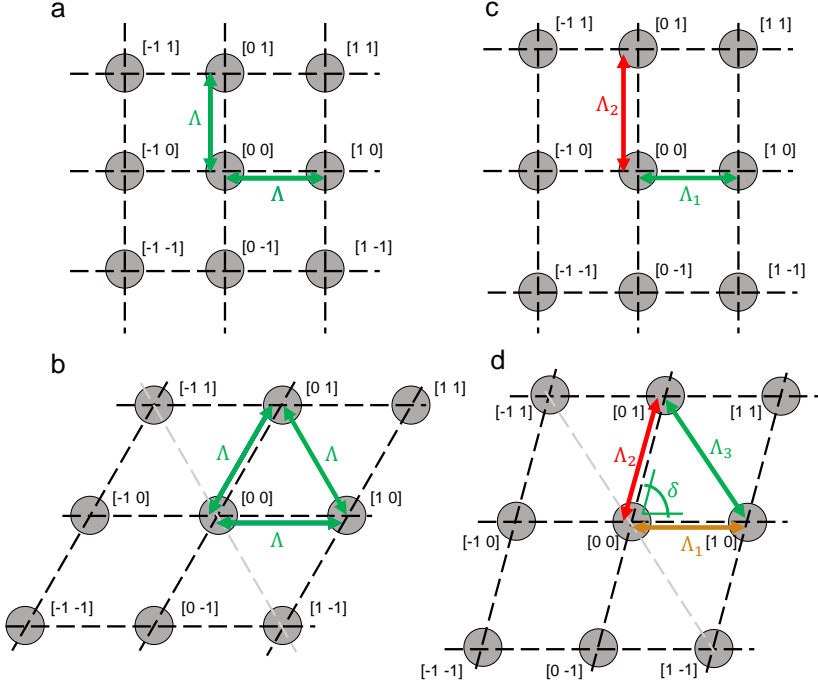 a
[-1 1] [0 1] [1 1]
Λ
[-1 0] [0 0] [1 0]
Λ
[-1 -1] [0 -1] [1 -1]
c
[-1 1] [0 1] [1 1]
Λ₂
[-1 0] [0 0] [1 0]
Λ₁
[-1 -1] [0 -1] [1 -1]
b
[-1 1] [0 1] [1 1]
Λ Λ
[-1 0] [0 0] [1 0]
Λ
[-1 -1] [0 -1] [1 -1]
d
[-1 1] [0 1] [1 1]
Λ₂ Λ₃
δ
[-1 0] [0 0] Λ₁ [1 0]
[-1 -1] [0 -1] [1 -1]